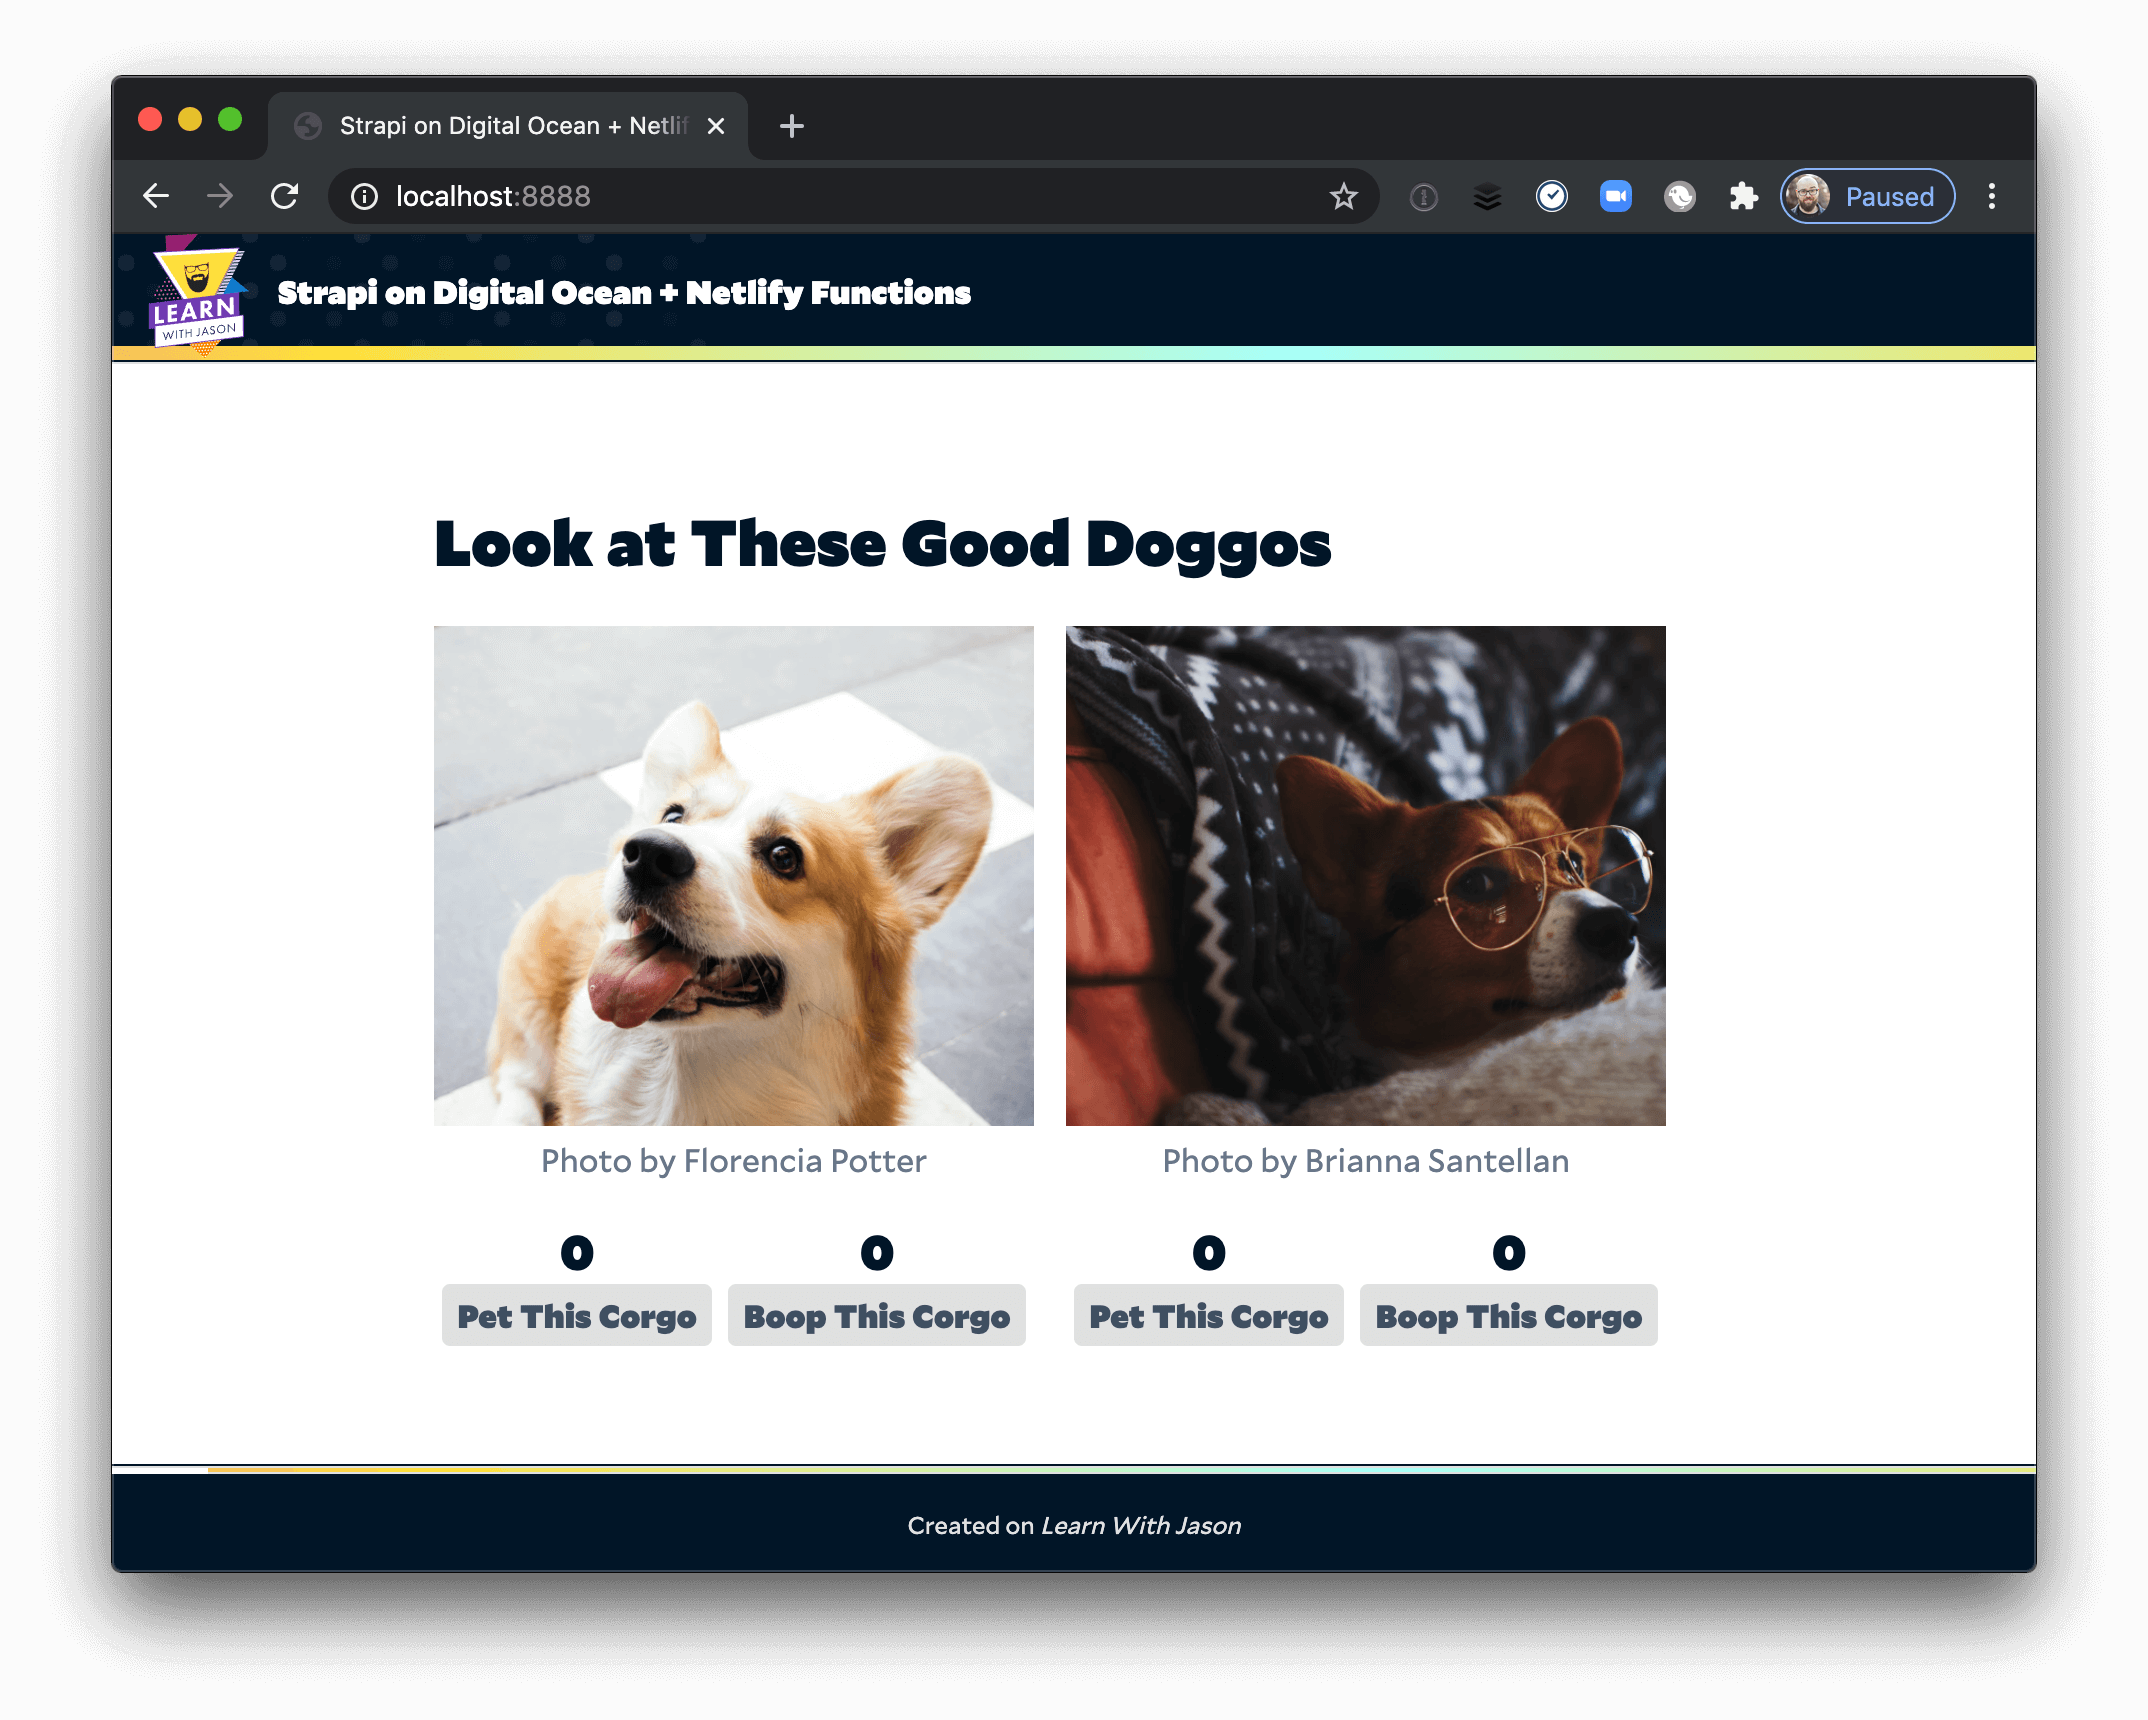 Strapi on Digital Ocean + Netlif
localhost:8888
Paused
LEARN
WITH JASON
Strapi on Digital Ocean + Netlify Functions
Look at These Good Doggos
Photo by Florencia Potter
Photo by Brianna Santellan
0 0 0 0
Pet This Corgo Boop This Corgo Pet This Corgo Boop This Corgo
Created on Learn With Jason